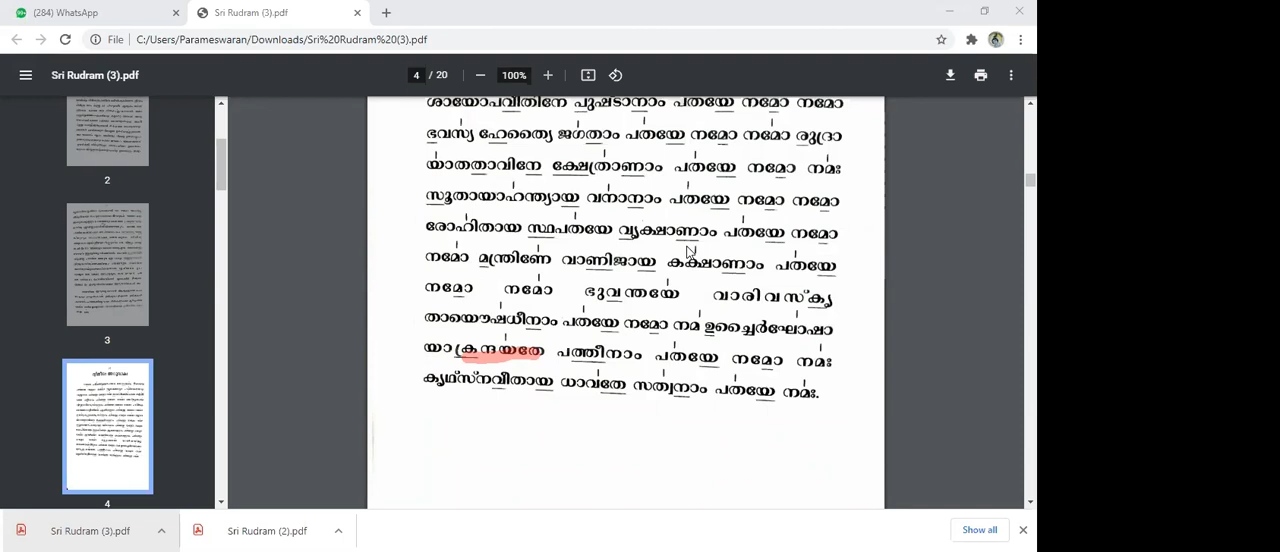 (284) WhatsApp
Sri Rudram (3).pdf
File
C:/Users/Parameswaran/Downloads/Sri%20Rudram%20(3).pdf
Sri Rudram (3).pdf
4 / 20
100%
2
3
4
ശായോപവീതിനേ പുഷ്ടാനാം പതയേ നമോ നമോ
ഭവസ്യ ഹേത്യൈ ജഗതാം പതയേ നമോ നമോ രുദ്രാ
യാതതാവിനേ ക്ഷേത്രാണാം പതയേ നമോ നമഃ
സൂതായാഹന്ത്യായ വനാനാം പതയേ നമോ നമോ
രോഹിതായ സ്ഥപതയേ വൃക്ഷാണാം പതയേ നമോ
നമോ മന്ത്രിണേ വാണിജായ കക്ഷാണാം പതയേ
നമോ നമോ ഭുവന്തയേ വാരിവസ്കൃ
തായൌഷധീനാം പതയേ നമോ നമ ഉച്ചൈർഘോഷാ
യാക്രന്ദയതേ പത്തീനാം പതയേ നമോ നമഃ
കൃഥ്സ്നവീതായ ധാവതേ സത്വനാം പതയേ നമഃ.
Sri Rudram (3).pdf
Sri Rudram (2).pdf
Show all